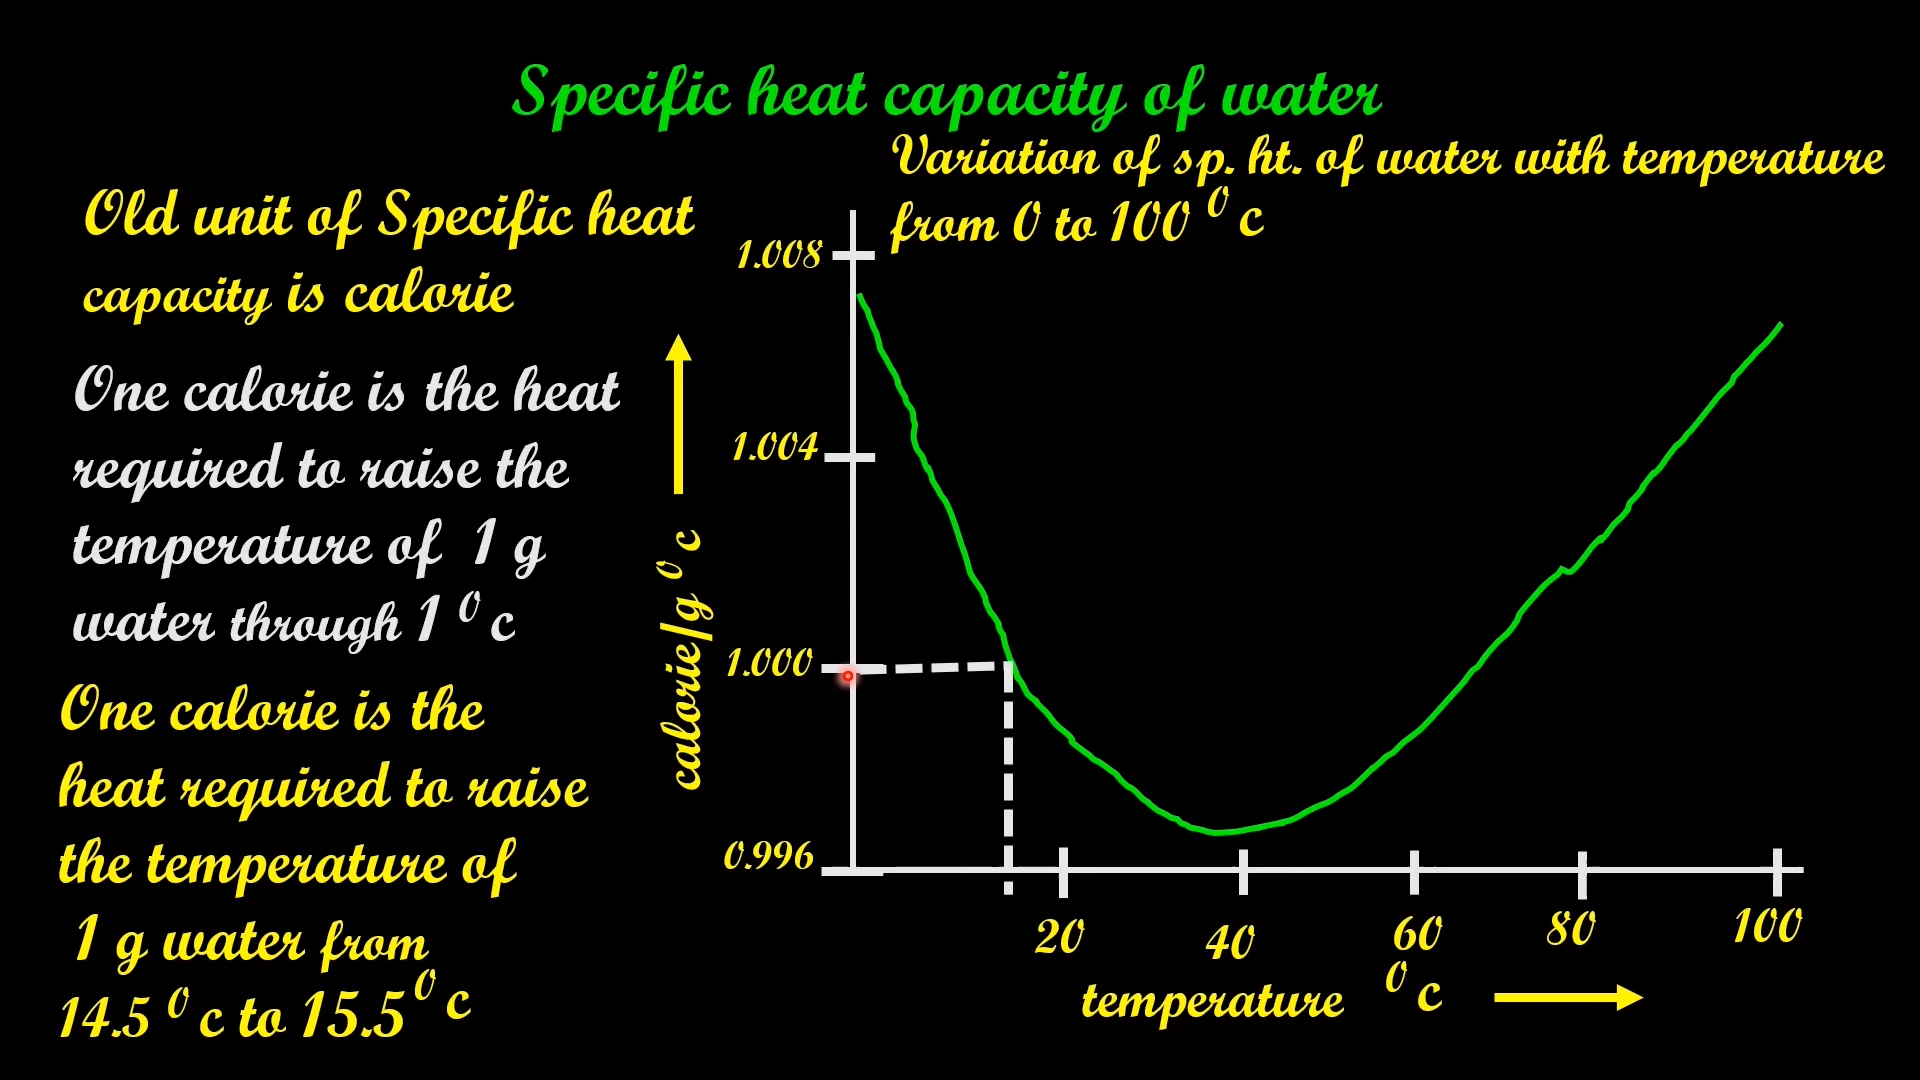 Specific heat capacity of water
Variation of sp. ht. of water with temperature
from 0 to 100 ⁰ c
Old unit of Specific heat
capacity is calorie
One calorie is the heat
required to raise the
temperature of 1 g
water through 1 ⁰ c
One calorie is the
heat required to raise
the temperature of
1 g water from
14.5 ⁰ c to 15.5 ⁰ c
calorie/g ⁰ c
1.008
1.004
1.000
0.996
20 40 60 80 100
temperature ⁰ c